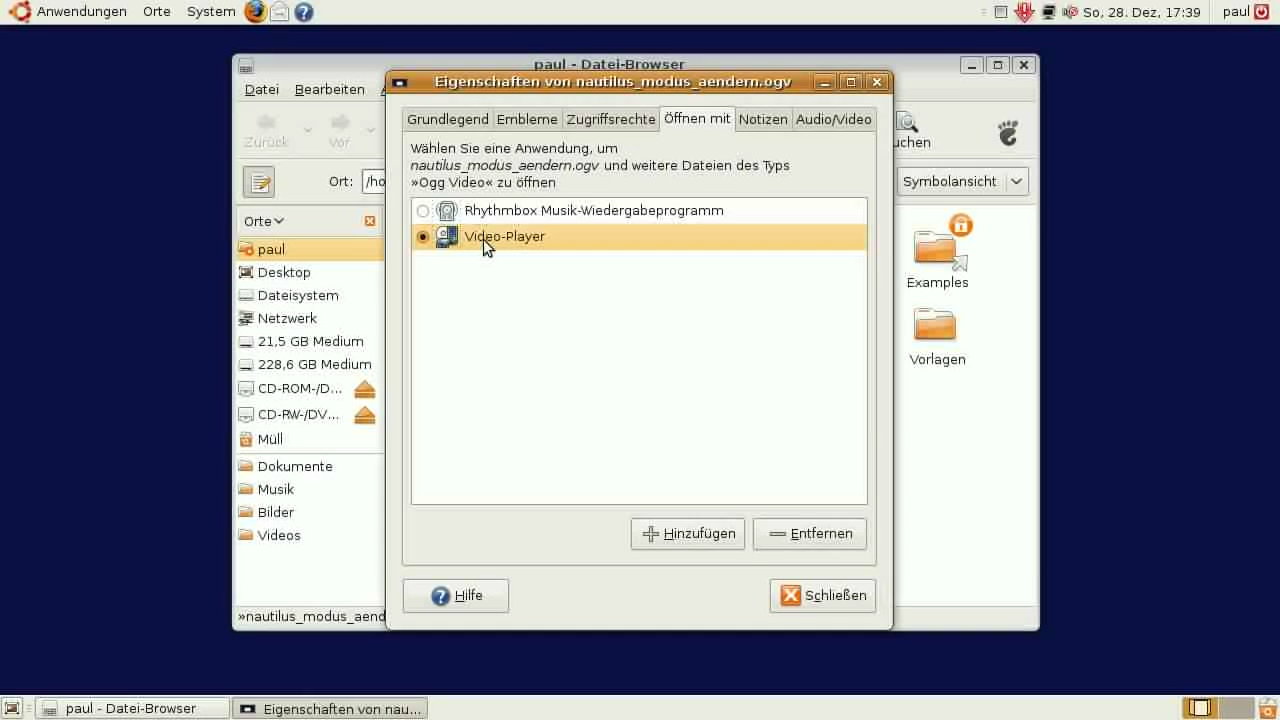 Anwendungen Orte System So, 28. Dez, 17:39 paul
paul - Datei-Browser
Eigenschaften von nautilus_modus_aendern.ogv
Datei Bearbeiten
Grundlegend Embleme Zugriffsrechte Öffnen mit Notizen Audio/Video
Zurück Vor
Wählen Sie eine Anwendung, um
nautilus_modus_aendern.ogv und weitere Dateien des Typs
»Ogg Video« zu öffnen
Ort: /ho
Symbolansicht
Rhythmbox Musik-Wiedergabeprogramm
Video-Player
Orte
paul
Desktop
Dateisystem
Netzwerk
21,5 GB Medium
228,6 GB Medium
CD-ROM-/D...
CD-RW-/DV...
Müll
Dokumente
Musik
Bilder
Videos
Examples
Vorlagen
Hinzufügen Entfernen
Hilfe Schließen
»nautilus_modus_aend
paul - Datei-Browser Eigenschaften von nau...